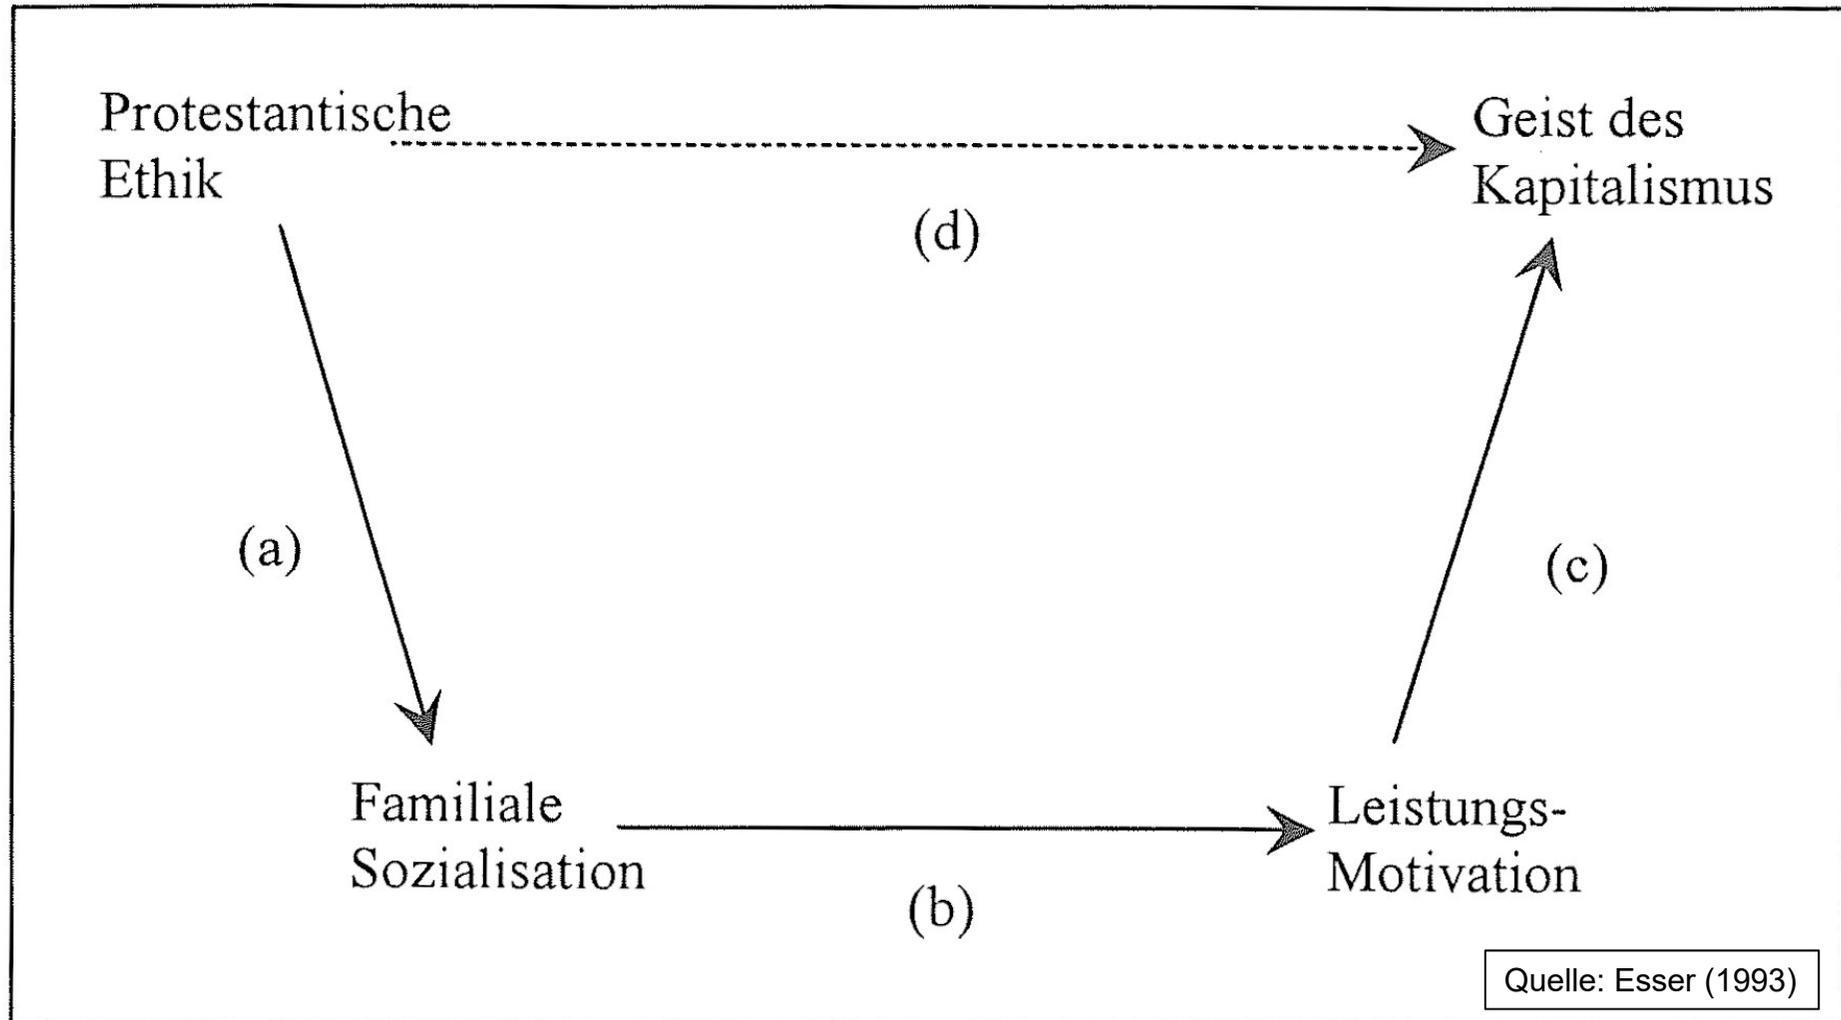 Protestantische
Ethik
Geist des
Kapitalismus
(d)
(a)
(c)
Familiale
Sozialisation
Leistungs-
Motivation
(b)
Quelle: Esser (1993)